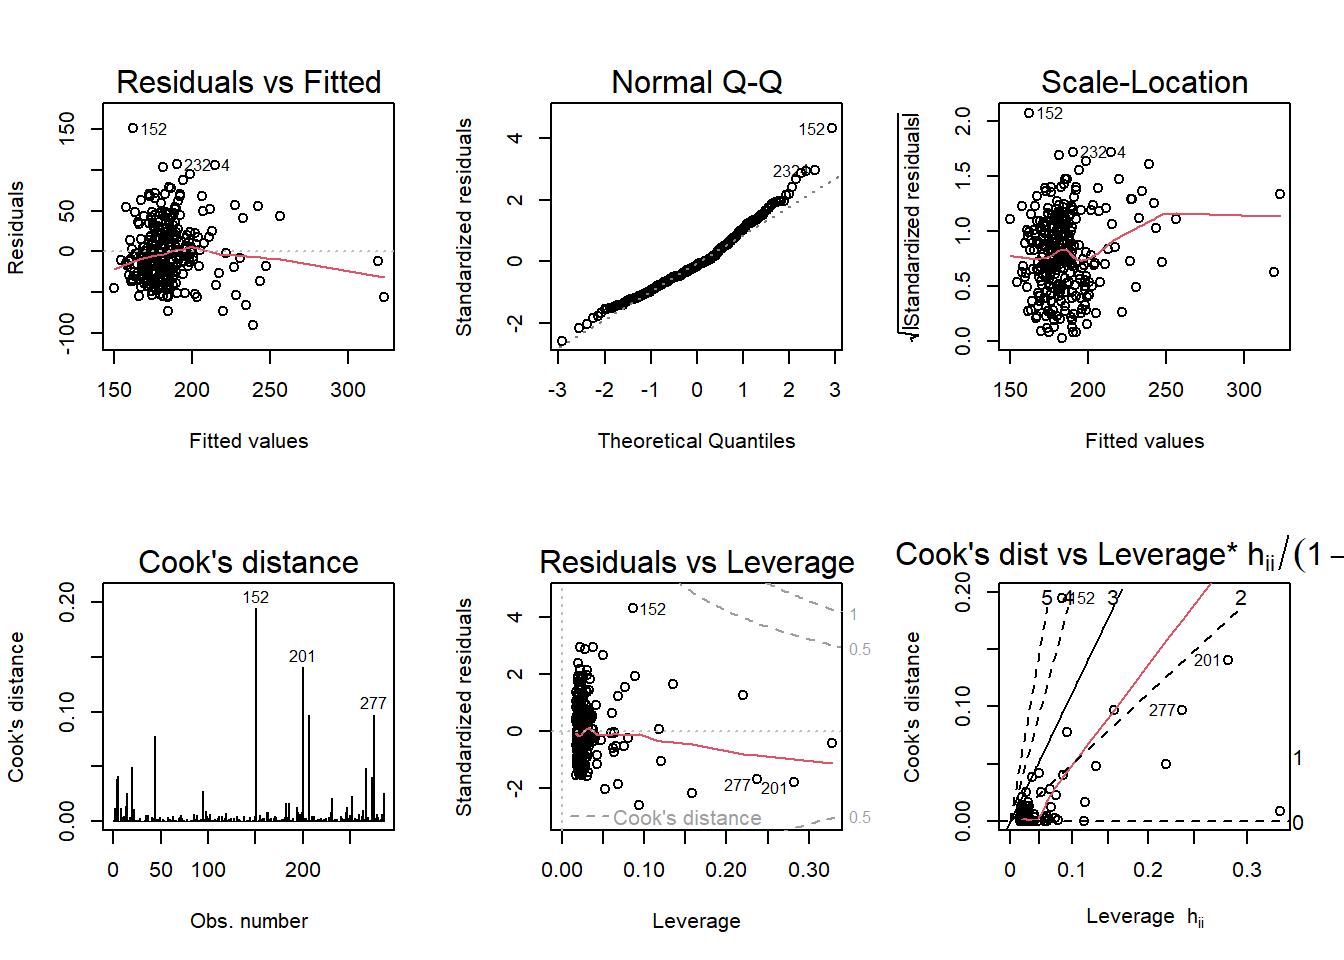 Residuals vs Fitted
Residuals
150
50
0
-100
152
232
4
150 200 250 300
Fitted values
Normal Q-Q
Standardized residuals
4
2
0
-2
152
232
-3 -2 -1 0 1 2 3
Theoretical Quantiles
Scale-Location
√|Standardized residuals|
2.0
1.5
1.0
0.5
0.0
152
232
4
150 200 250 300
Fitted values
Cook's distance
Cook's distance
0.20
0.10
0.00
152
201
277
0 50 100 200
Obs. number
Residuals vs Leverage
Standardized residuals
4
2
0
-2
152
277
201
Cook's distance
1
0.5
0.5
0.00 0.10 0.20 0.30
Leverage
Cook's dist vs Leverage* hii/(1 −
Cook's distance
0.20
0.10
0.00
5 4 152 3 2
201
277
1
0
0 0.1 0.2 0.3
Leverage hii